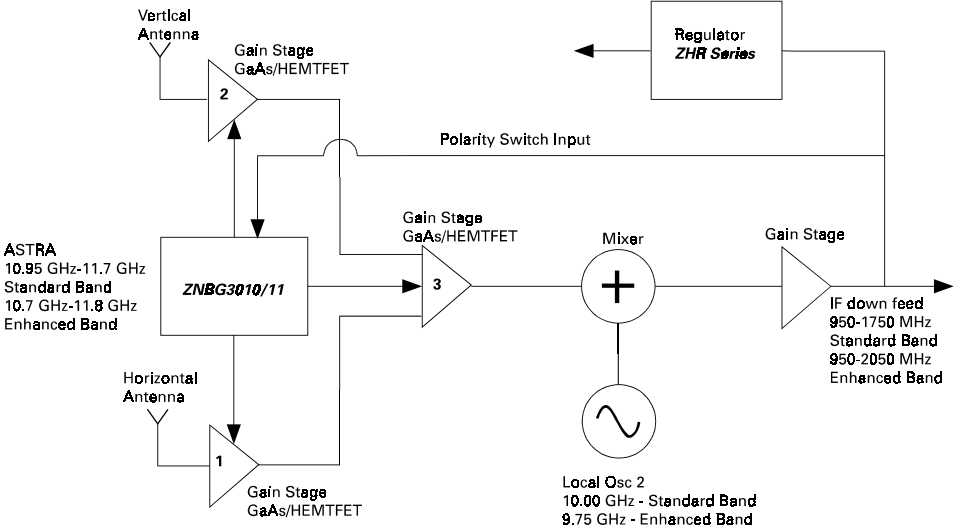 Vertical
Antenna
Gain Stage
GaAs/HEMTFET
2
Regulator
ZHR Series
Polarity Switch Input
Gain Stage
GaAs/HEMTFET
Mixer
Gain Stage
ASTRA
10.95 GHz-11.7 GHz
Standard Band
10.7 GHz-11.8 GHz
Enhanced Band
ZNBG3010/11
3
+
IF down feed
950-1750 MHz
Standard Band
950-2050 MHz
Enhanced Band
Horizontal
Antenna
1
Gain Stage
GaAs/HEMTFET
Local Osc 2
10.00 GHz - Standard Band
9.75 GHz - Enhanced Band